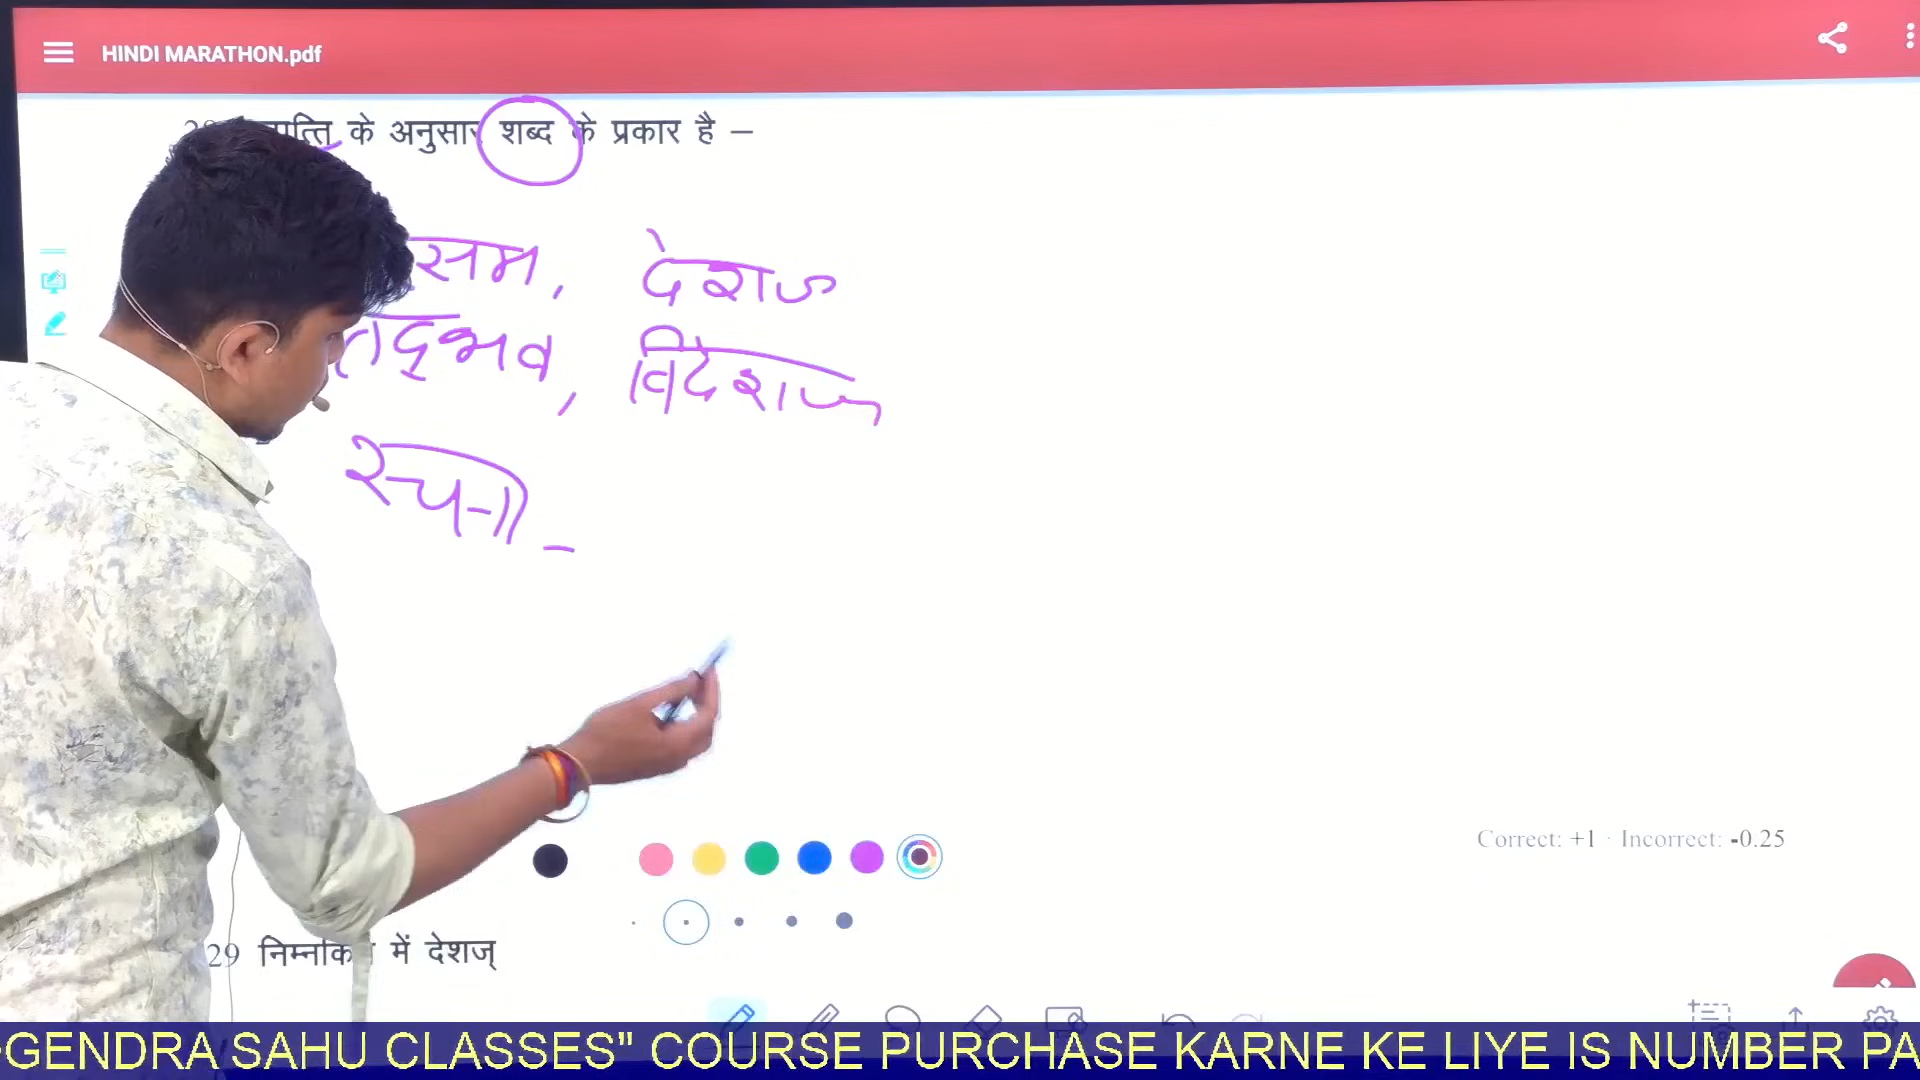 HINDI MARATHON.pdf
के अनुसार शब्द के प्रकार है –
सम, देशज
तद्भव, विदेशज
रचना -
Correct: +1 · Incorrect: -0.25
29 में देशज्
GENDRA SAHU CLASSES" COURSE PURCHASE KARNE KE LIYE IS NUMBER PA